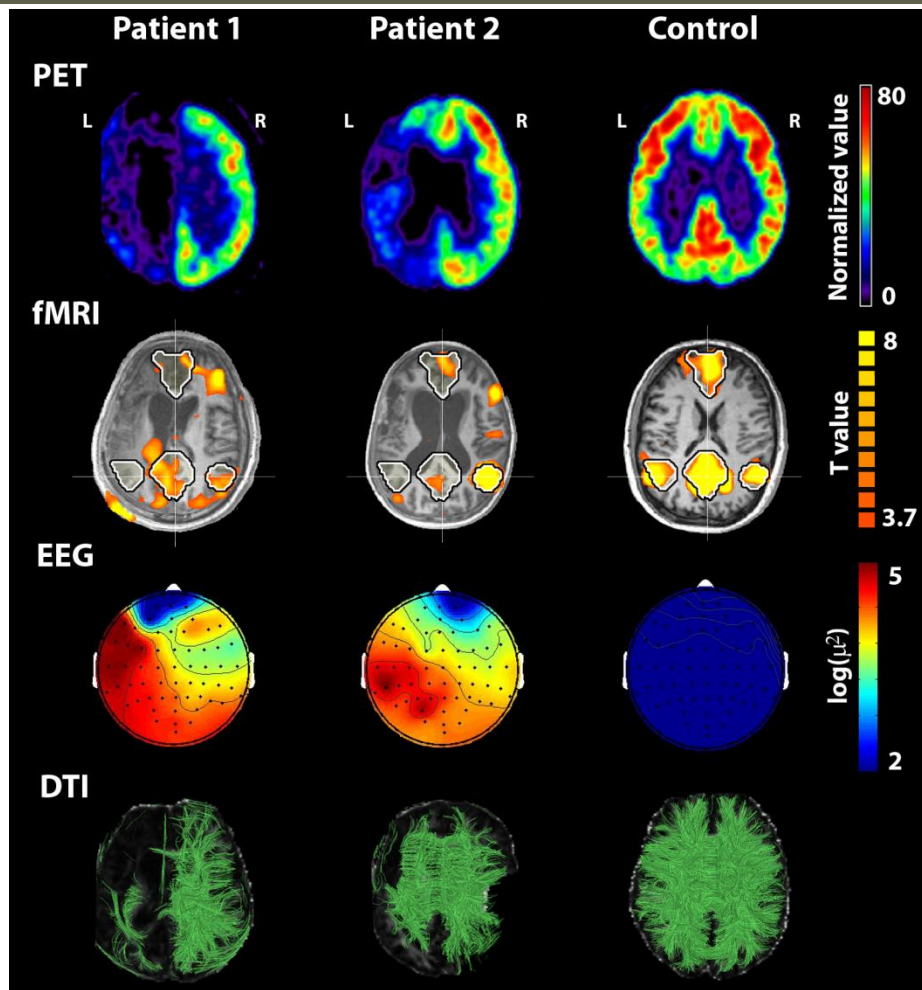 Patient 1 Patient 2 Control
PET
L R L R L R
80
Normalized value
0
fMRI
8
T value
3.7
EEG
5
log(μ²)
2
DTI